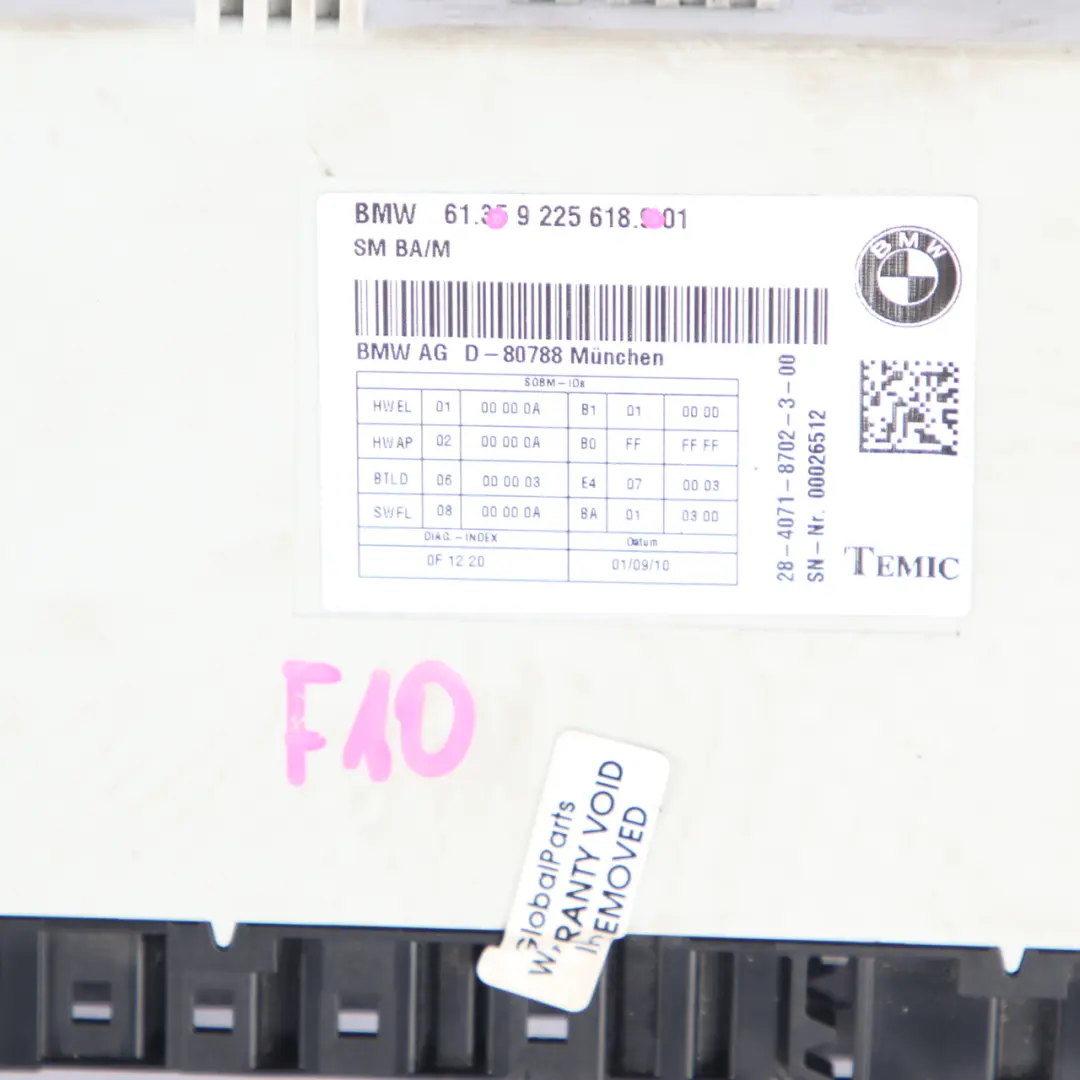 BMW 61.35 9 225 618.9 01
SM BA/M
BMW
BMW AG D-80788 München
SGBM-IDs
HWEL 01 00 00 0A B1 01 00 00
HWAP 02 00 00 0A B0 FF FF FF
BTLD 06 00 00 03 E4 07 00 03
SWFL 08 00 00 0A BA 01 03 00
DIAG.-INDEX Datum
0F 12 20 01/09/10
28-4071-8702-3-00
SN-Nr. 00026512
TEMIC
F10
GlobalParts
WARRANTY VOID
REMOVED